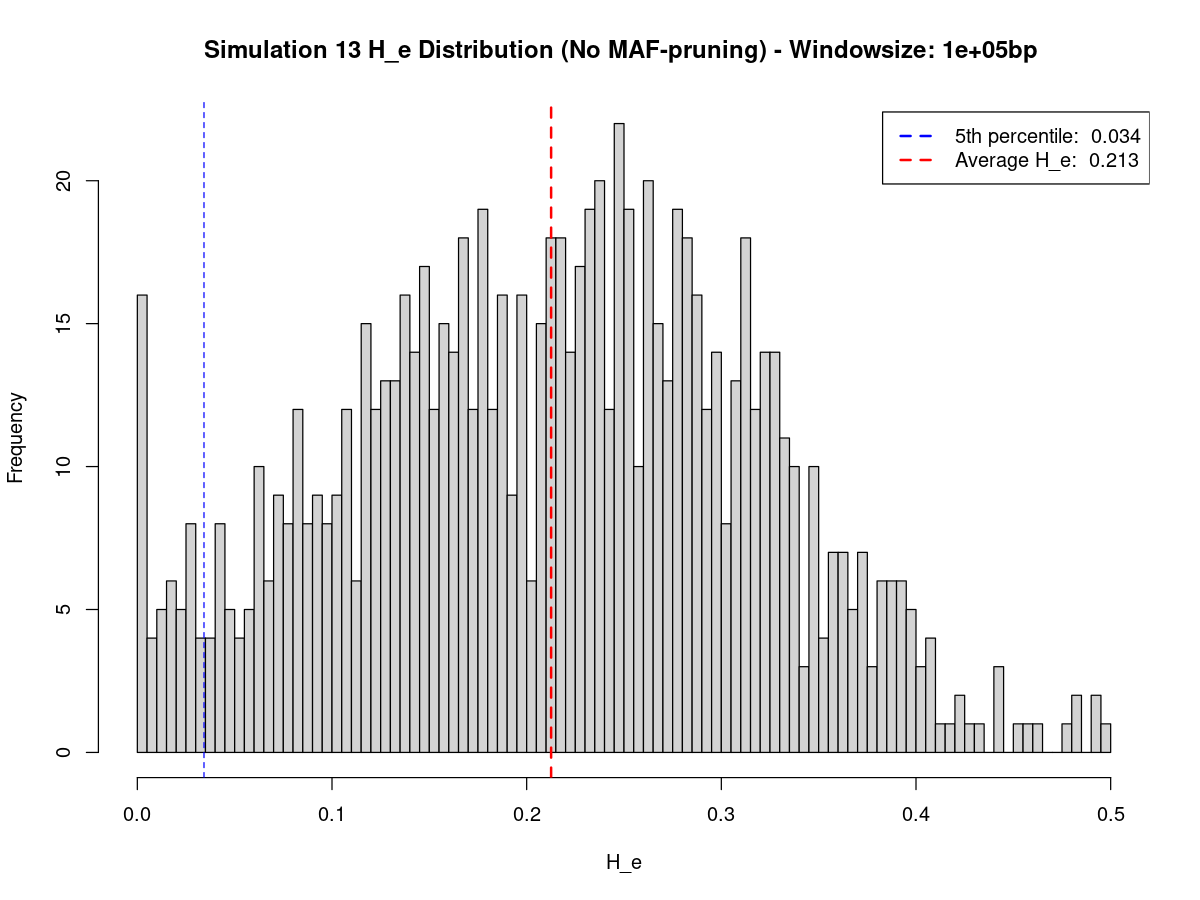 Simulation 13 H_e Distribution (No MAF-pruning) - Windowsize: 1e+05bp
5th percentile: 0.034
Average H_e: 0.213
Frequency
20
15
10
5
0
0.0 0.1 0.2 0.3 0.4 0.5
H_e